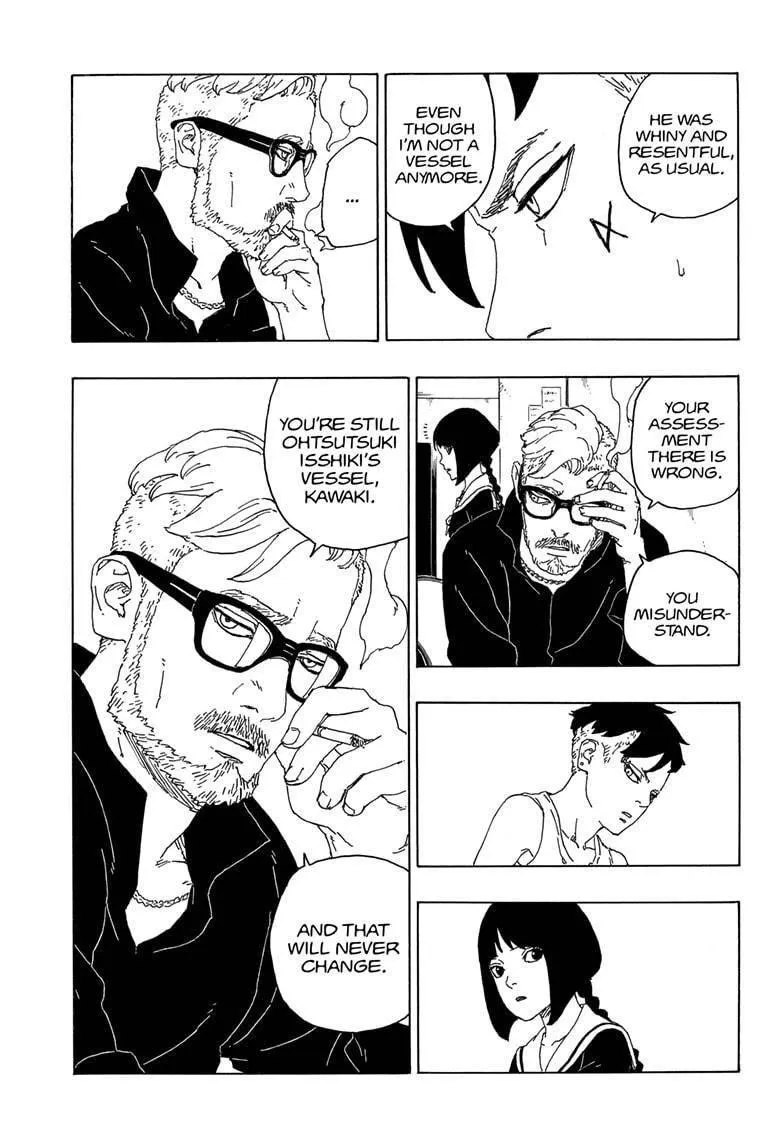 HE WAS
WHINY AND
RESENTFUL,
AS USUAL.
EVEN
THOUGH
I'M NOT A
VESSEL
ANYMORE.
...
YOUR
ASSESS-
MENT
THERE IS
WRONG.
YOU
MISUNDER-
STAND.
YOU'RE STILL
OHTSUTSUKI
ISSHIKI'S
VESSEL,
KAWAKI.
AND THAT
WILL NEVER
CHANGE.